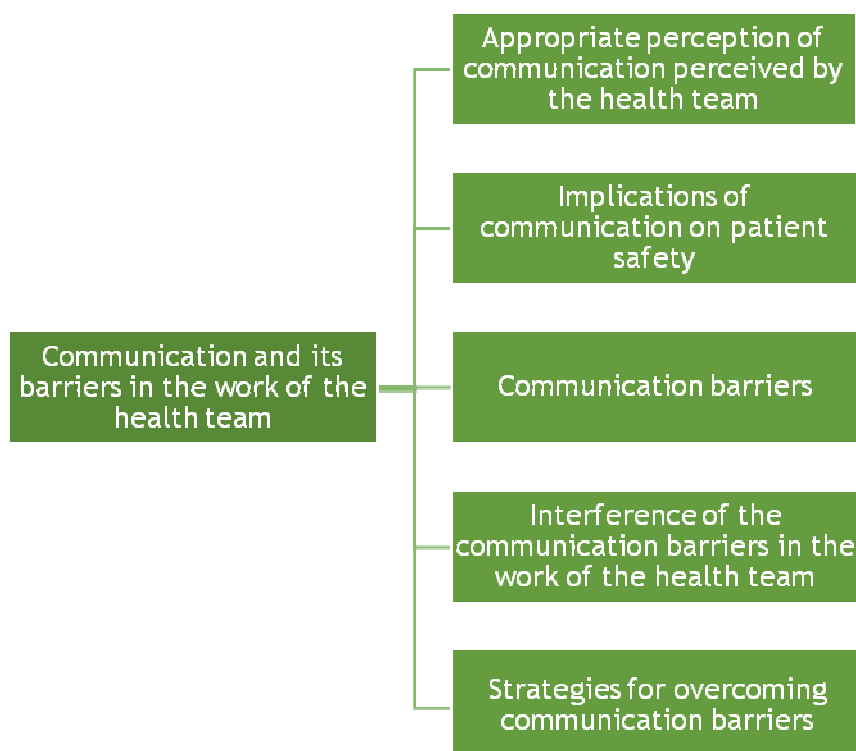 Appropriate perception of
communication perceived by
the health team
Implications of
communication on patient
safety
Communication and its
barriers in the work of the
health team
Communication barriers
Interference of the
communication barriers in the
work of the health team
Strategies for overcoming
communication barriers